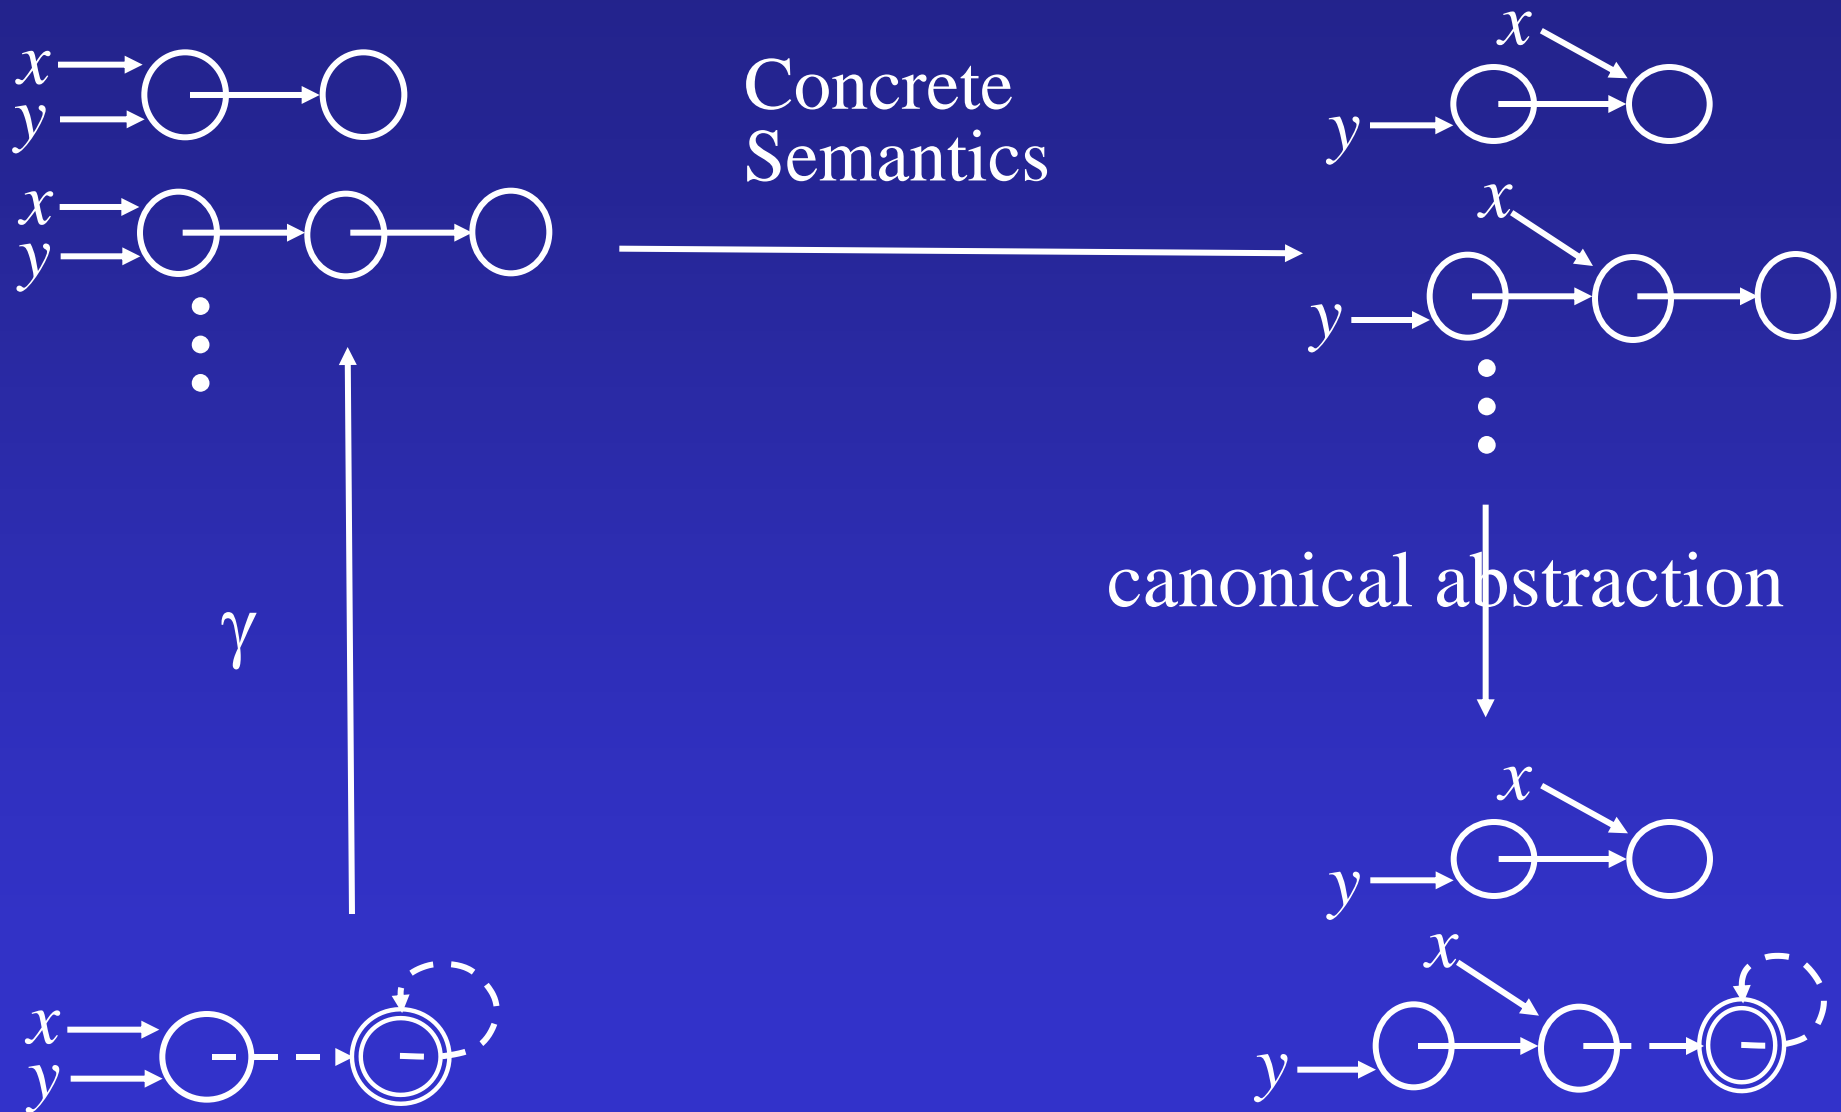 x
y
x
y
Concrete
Semantics
x
y
x
y
γ
canonical abstraction
x
y
x
y
x
y